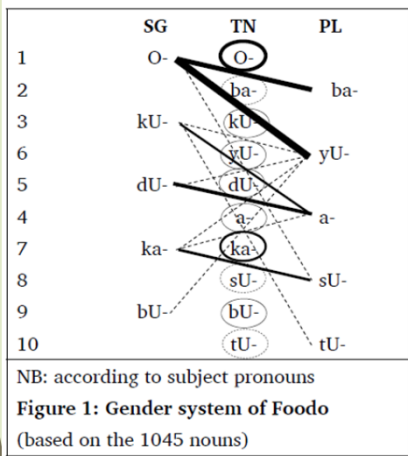 SG TN PL
1 O- O-
2 ba- ba-
3 kU- kU-
6 yU- yU-
5 dU- dU-
4 a- a-
7 ka- ka-
8 sU- sU-
9 bU- bU-
10 tU- tU-
NB: according to subject pronouns
Figure 1: Gender system of Foodo
(based on the 1045 nouns)